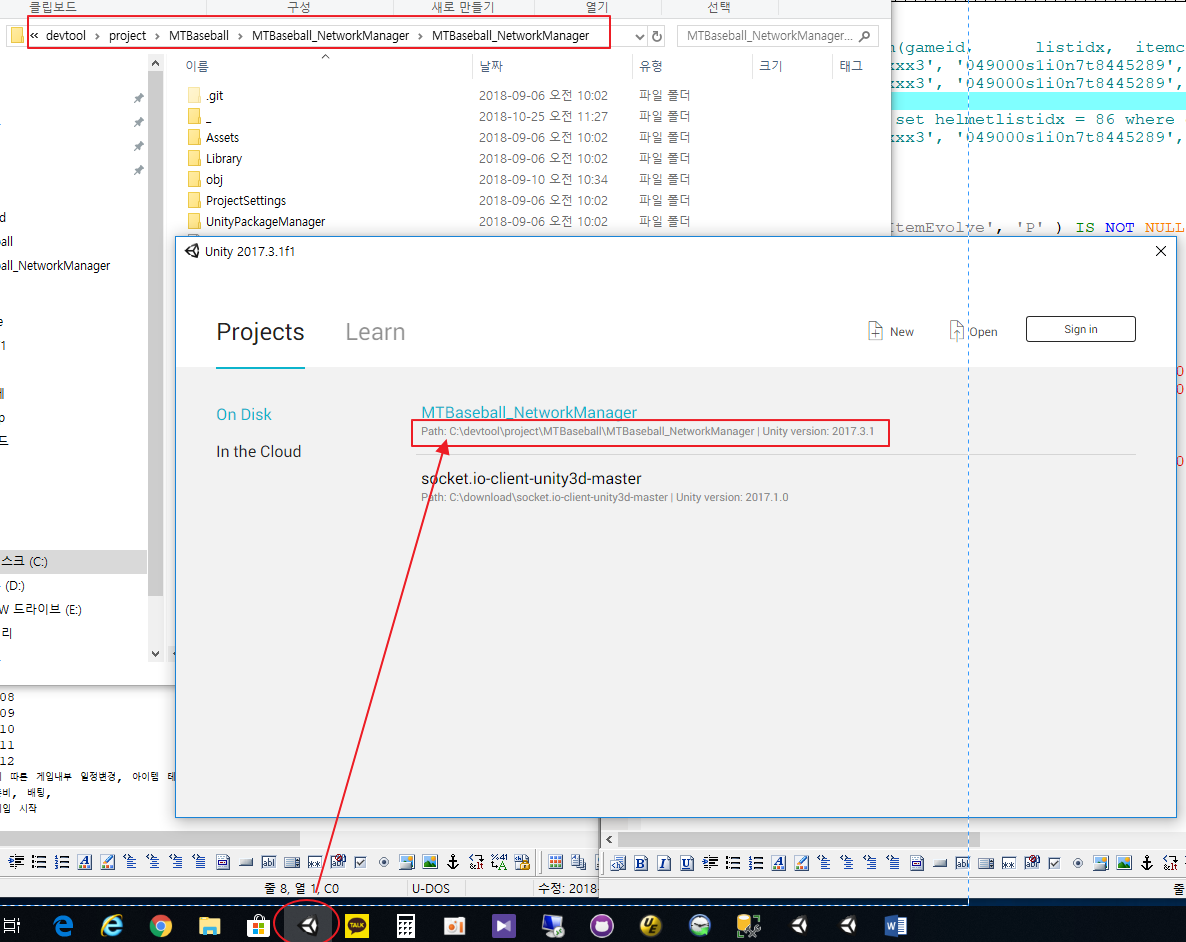 클립보드 구성 새로 만들기 열기 선택
« devtool › project › MTBaseball › MTBaseball_NetworkManager › MTBaseball_NetworkManager
MTBaseball_NetworkManager...
이름 날짜 유형 크기 태그
.git 2018-09-06 오전 10:02 파일 폴더
_ 2018-10-25 오전 11:27 파일 폴더
Assets 2018-09-06 오전 10:02 파일 폴더
Library 2018-09-06 오전 10:02 파일 폴더
obj 2018-09-10 오전 10:34 파일 폴더
ProjectSettings 2018-09-06 오전 10:02 파일 폴더
UnityPackageManager 2018-09-06 오전 10:02 파일 폴더
(gameid, listidx, itemc
xxx3', '049000s1i0n7t8445289',
xxx3', '049000s1i0n7t8445289',
set helmetlistidx = 86 where
xxx3', '049000s1i0n7t8445289',
ItemEvolve', 'P' ) IS NOT NULL
all_NetworkManager
스크 (C:)
(D:)
W 드라이브 (E:)
리
Unity 2017.3.1f1
Projects Learn
New Open Sign in
On Disk
In the Cloud
MTBaseball_NetworkManager
Path: C:\devtool\project\MTBaseball\MTBaseball_NetworkManager | Unity version: 2017.3.1
socket.io-client-unity3d-master
Path: C:\download\socket.io-client-unity3d-master | Unity version: 2017.1.0
08
09
10
11
12
따른 게임내부 일정변경, 아이템 테
비, 배팅,
임 시작
줄 8, 열 1, C0 U-DOS 수정: 2018-
줄
TALK